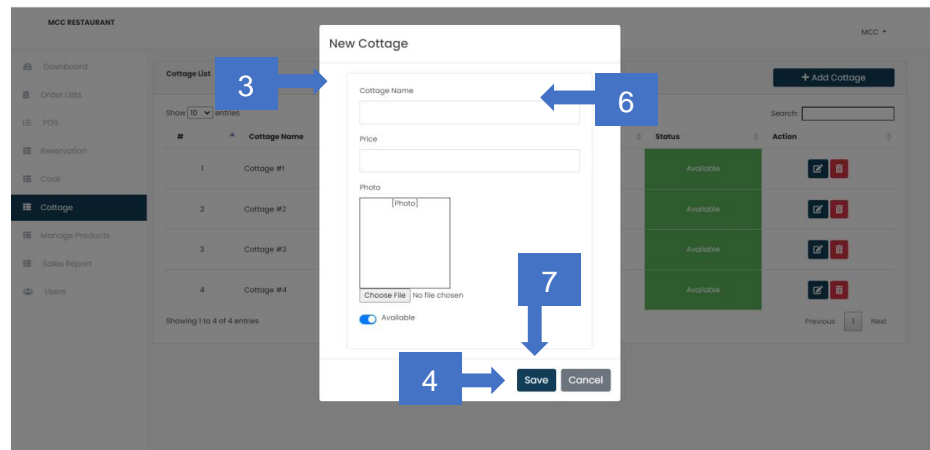 MCC RESTAURANT
MCC
New Cottage
Dashboard
Order Lists
POS
Reservation
Cook
Cottage
Manage Products
Sales Report
Users
Cottage List
+ Add Cottage
Show 10 entries
Search:
# Cottage Name Status Action
1 Cottage #1 Available
2 Cottage #2 Available
3 Cottage #3 Available
4 Cottage #4 Available
Showing 1 to 4 of 4 entries
Previous 1 Next
3
Cottage Name
6
Price
Photo
[Photo]
Choose File No file chosen
7
Available
4
Save Cancel